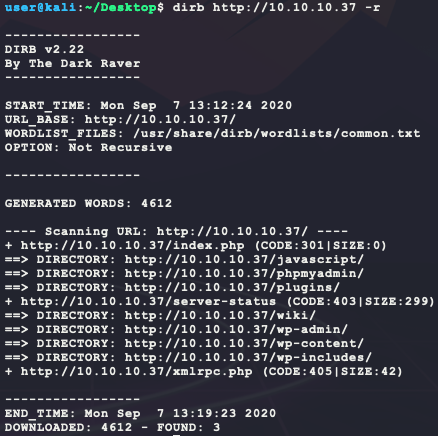 user@kali:~/Desktop$ dirb http://10.10.10.37 -r
-----------------
DIRB v2.22
By The Dark Raver
-----------------
START_TIME: Mon Sep  7 13:12:24 2020
URL_BASE: http://10.10.10.37/
WORDLIST_FILES: /usr/share/dirb/wordlists/common.txt
OPTION: Not Recursive
-----------------
GENERATED WORDS: 4612
---- Scanning URL: http://10.10.10.37/ ----
+ http://10.10.10.37/index.php (CODE:301|SIZE:0)
==> DIRECTORY: http://10.10.10.37/javascript/
==> DIRECTORY: http://10.10.10.37/phpmyadmin/
==> DIRECTORY: http://10.10.10.37/plugins/
+ http://10.10.10.37/server-status (CODE:403|SIZE:299)
==> DIRECTORY: http://10.10.10.37/wiki/
==> DIRECTORY: http://10.10.10.37/wp-admin/
==> DIRECTORY: http://10.10.10.37/wp-content/
==> DIRECTORY: http://10.10.10.37/wp-includes/
+ http://10.10.10.37/xmlrpc.php (CODE:405|SIZE:42)
-----------------
END_TIME: Mon Sep  7 13:19:23 2020
DOWNLOADED: 4612 - FOUND: 3